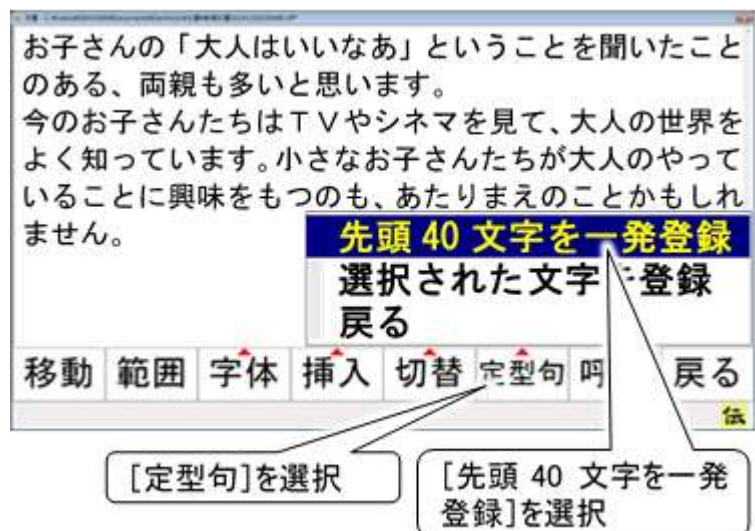 お子さんの「大人はいいなあ」ということを聞いたこと
のある、両親も多いと思います。
今のお子さんたちはＴＶやシネマを見て、大人の世界を
よく知っています。小さなお子さんたちが大人のやって
いることに興味をもつのも、あたりまえのことかもしれ
ません。
先頭 40 文字を一発登録
選択された文字を登録
戻る
移動 範囲 字体 挿入 切替 定型句 戻る
伝
[定型句]を選択
[先頭 40 文字を一発
登録]を選択